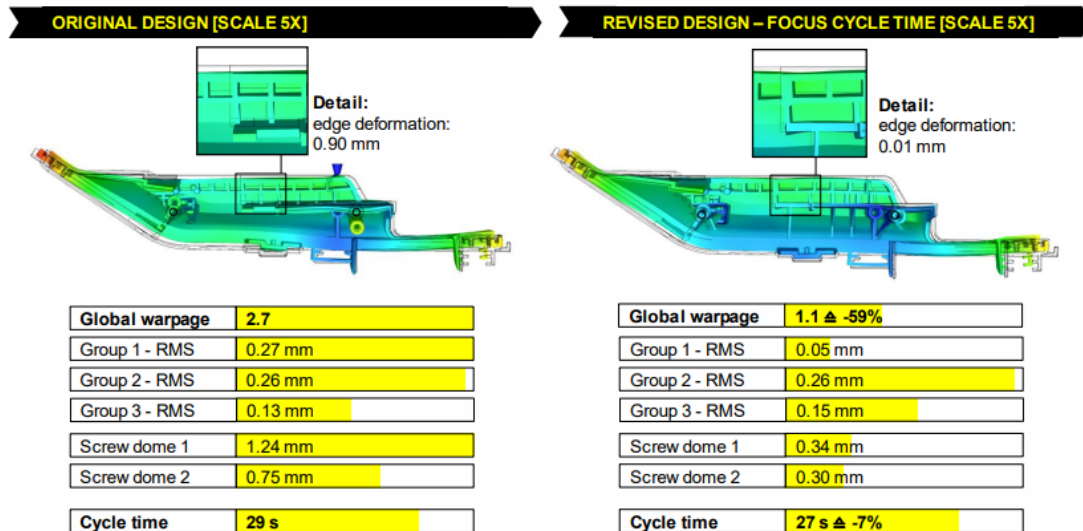 ORIGINAL DESIGN [SCALE 5X]
Detail:
edge deformation:
0.90 mm
Global warpage 2.7
Group 1 - RMS 0.27 mm
Group 2 - RMS 0.26 mm
Group 3 - RMS 0.13 mm
Screw dome 1 1.24 mm
Screw dome 2 0.75 mm
Cycle time 29 s
REVISED DESIGN – FOCUS CYCLE TIME [SCALE 5X]
Detail:
edge deformation:
0.01 mm
Global warpage 1.1 ≙ -59%
Group 1 - RMS 0.05 mm
Group 2 - RMS 0.26 mm
Group 3 - RMS 0.15 mm
Screw dome 1 0.34 mm
Screw dome 2 0.30 mm
Cycle time 27 s ≙ -7%